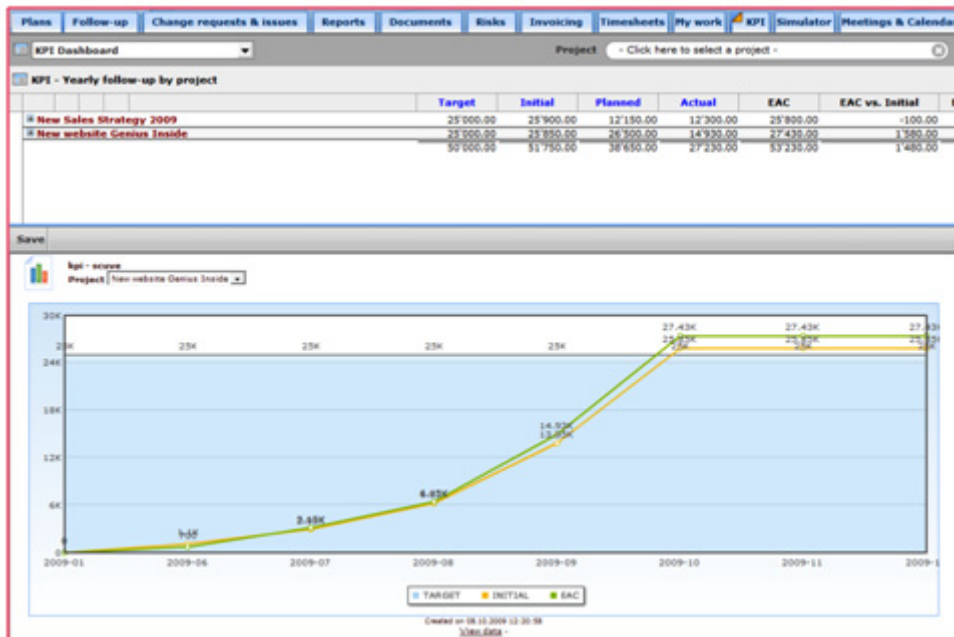 Plans Follow-up Change requests & issues Reports Documents Risks Invoicing Timesheets My work KPI Simulator Meetings & Calendar
KPI Dashboard Project - Click here to select a project -
KPI - Yearly follow-up by project
Target Initial Planned Actual EAC EAC vs. Initial
New Sales Strategy 2009 25'000.00 25'900.00 12'150.00 12'300.00 25'800.00 -100.00
New website Genius Inside 25'000.00 25'850.00 26'500.00 14'930.00 27'430.00 1'580.00
50'000.00 51'750.00 38'650.00 27'230.00 53'230.00 1'480.00
Save
kpi - scurve
Project New website Genius Inside
30K
27.43K 27.43K
25K 25K 25K 25K
24K
18K
14.93K
12K
6K
0
2009-01 2009-06 2009-07 2009-08 2009-09 2009-10 2009-11
TARGET INITIAL EAC
Created on 08.10.2009 12:20:58
View data -